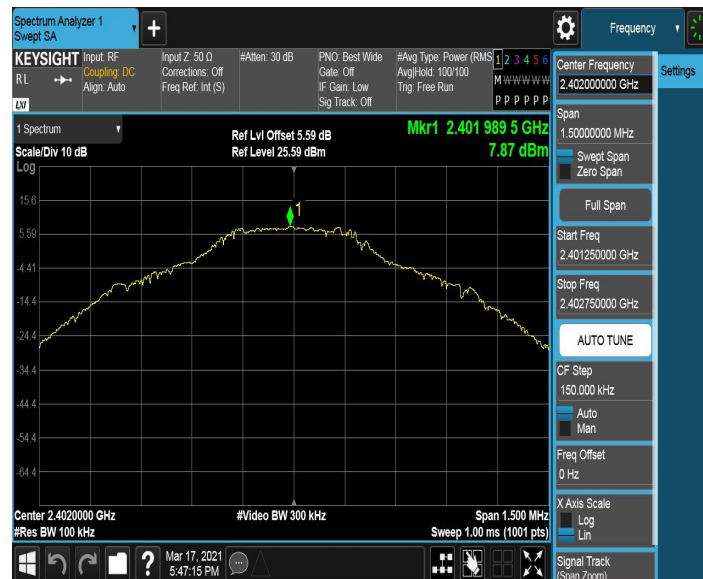 Spectrum Analyzer 1
Swept SA
Frequency
KEYSIGHT
RL
LXI
Input: RF
Coupling: DC
Align: Auto
Input Z: 50 Ω
Corrections: Off
Freq Ref: Int (S)
#Atten: 30 dB
PNO: Best Wide
Gate: Off
IF Gain: Low
Sig Track: Off
#Avg Type: Power (RMS
Avg|Hold: 100/100
Trig: Free Run
1 2 3 4 5 6
M W W W W W
P P P P P P
1 Spectrum
Scale/Div 10 dB
Log
Ref Lvl Offset 5.59 dB
Ref Level 25.59 dBm
Mkr1 2.401 989 5 GHz
7.87 dBm
1
15.6
5.59
-4.41
-14.4
-24.4
-34.4
-44.4
-54.4
-64.4
Center 2.4020000 GHz
#Res BW 100 kHz
#Video BW 300 kHz
Span 1.500 MHz
Sweep 1.00 ms (1001 pts)
Mar 17, 2021
5:47:15 PM
?
Center Frequency
2.402000000 GHz
Settings
Span
1.50000000 MHz
Swept Span
Zero Span
Full Span
Start Freq
2.401250000 GHz
Stop Freq
2.402750000 GHz
AUTO TUNE
CF Step
150.000 kHz
Auto
Man
Freq Offset
0 Hz
X Axis Scale
Log
Lin
Signal Track
(Span Zoom)